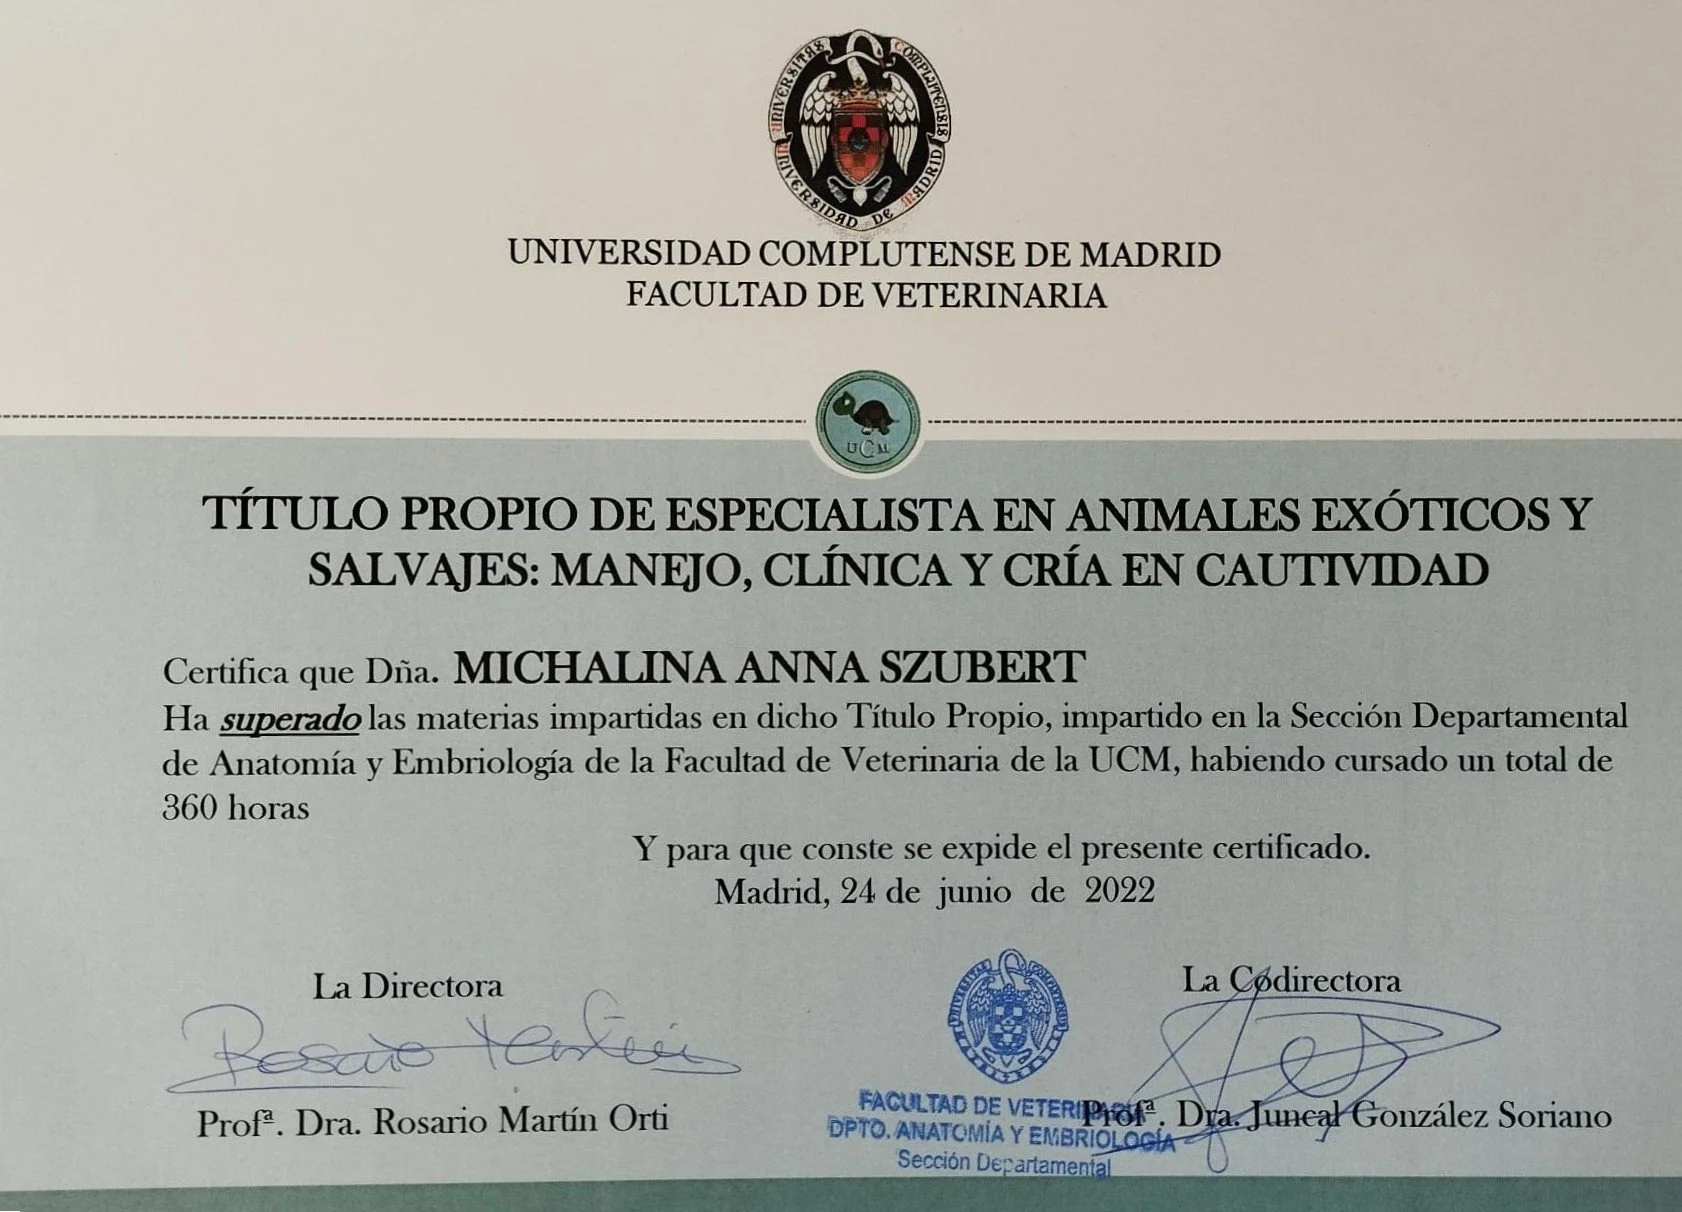 UNIVERSITAS COMPLUTENSIS
UNIVERSIDAD DE MADRID
UNIVERSIDAD COMPLUTENSE DE MADRID
FACULTAD DE VETERINARIA
UCM
TÍTULO PROPIO DE ESPECIALISTA EN ANIMALES EXÓTICOS Y
SALVAJES: MANEJO, CLÍNICA Y CRÍA EN CAUTIVIDAD
Certifica que Dña. MICHALINA ANNA SZUBERT
Ha superado las materias impartidas en dicho Título Propio, impartido en la Sección Departamental
de Anatomía y Embriología de la Facultad de Veterinaria de la UCM, habiendo cursado un total de
360 horas
Y para que conste se expide el presente certificado.
Madrid, 24 de junio de 2022
La Directora
La Codirectora
Profª. Dra. Rosario Martín Orti
Profª. Dra. Juncal González Soriano
FACULTAD DE VETERINARIA
DPTO. ANATOMÍA Y EMBRIOLOGÍA
Sección Departamental